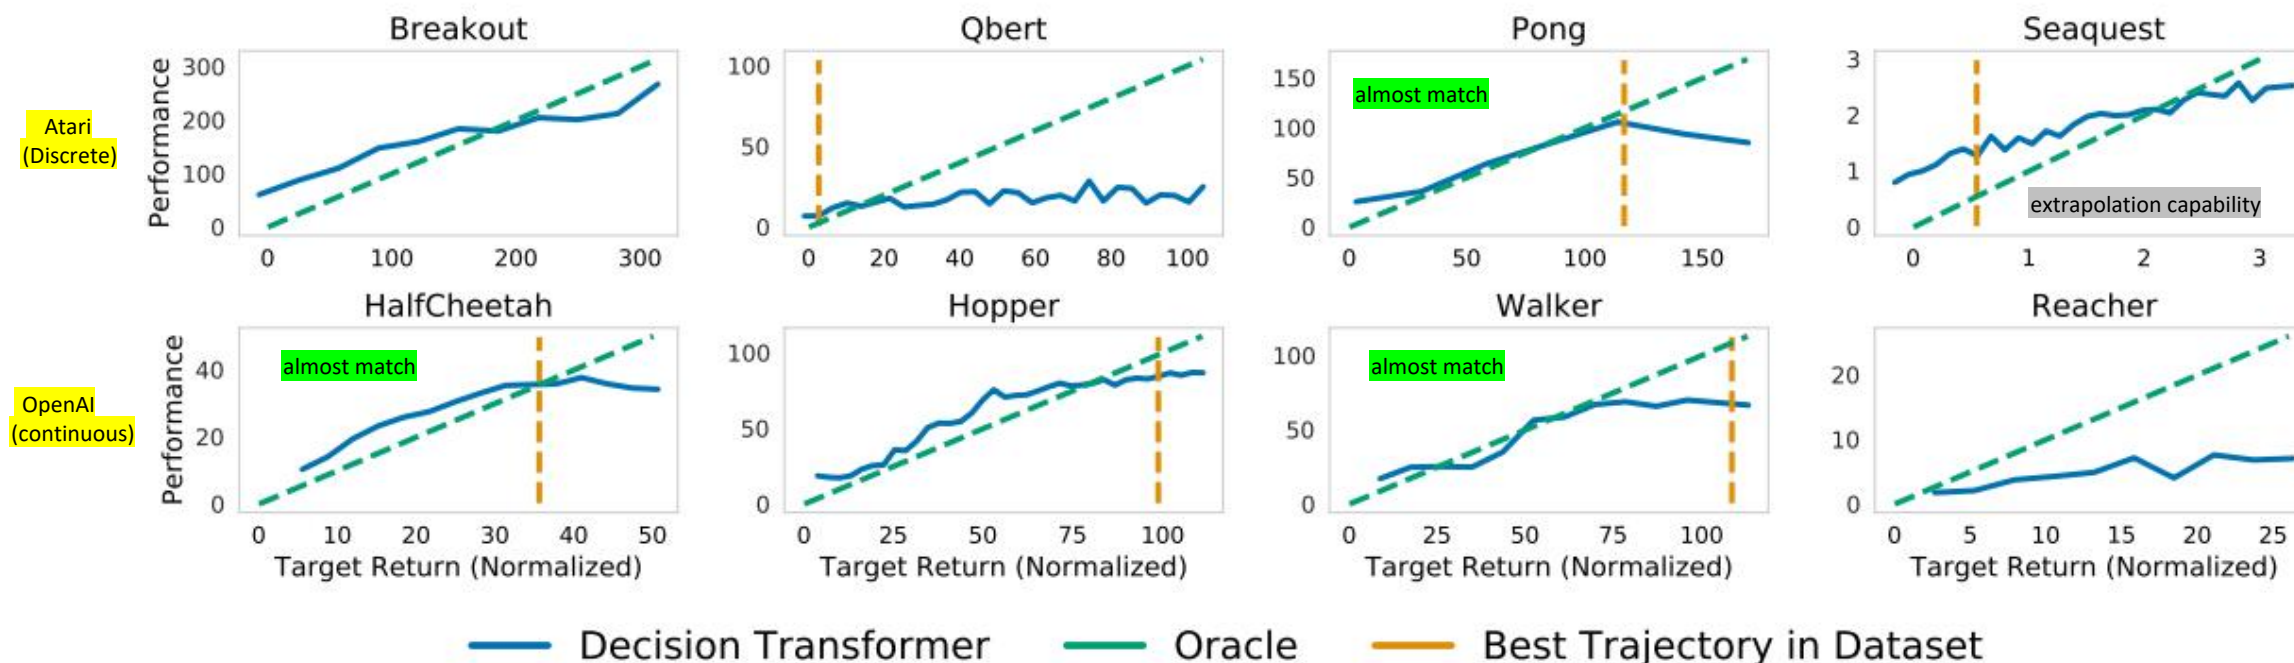 Breakout
Qbert
Pong
Seaquest
Atari
(Discrete)
Performance
300
200
100
0
0
100
200
300
100
50
0
0
20
40
60
80
100
almost match
150
100
50
0
0
50
100
150
3
2
1
0
extrapolation capability
0
1
2
3
HalfCheetah
Hopper
Walker
Reacher
OpenAI
(continuous)
Performance
almost match
40
20
0
0
10
20
30
40
50
Target Return (Normalized)
100
50
0
0
25
50
75
100
Target Return (Normalized)
almost match
100
50
0
0
25
50
75
100
Target Return (Normalized)
20
10
0
0
5
10
15
20
25
Target Return (Normalized)
Decision Transformer
Oracle
Best Trajectory in Dataset